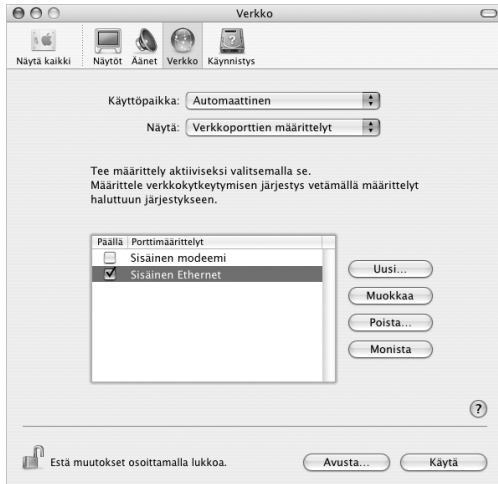 Verkko
Näytä kaikki Näytöt Äänet Verkko Käynnistys
Käyttöpaikka: Automaattinen
Näytä: Verkkoporttien määrittelyt
Tee määrittely aktiiviseksi valitsemalla se.
Määrittele verkkokytkeytymisen järjestys vetämällä määrittelyt
haluttuun järjestykseen.
Päällä Porttimäärittelyt
Sisäinen modeemi
Sisäinen Ethernet
Uusi...
Muokkaa
Poista...
Monista
?
Estä muutokset osoittamalla lukkoa. Avusta... Käytä